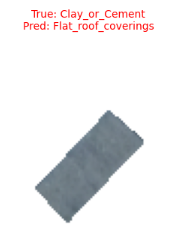 True: Clay_or_Cement
Pred: Flat_roof_coverings